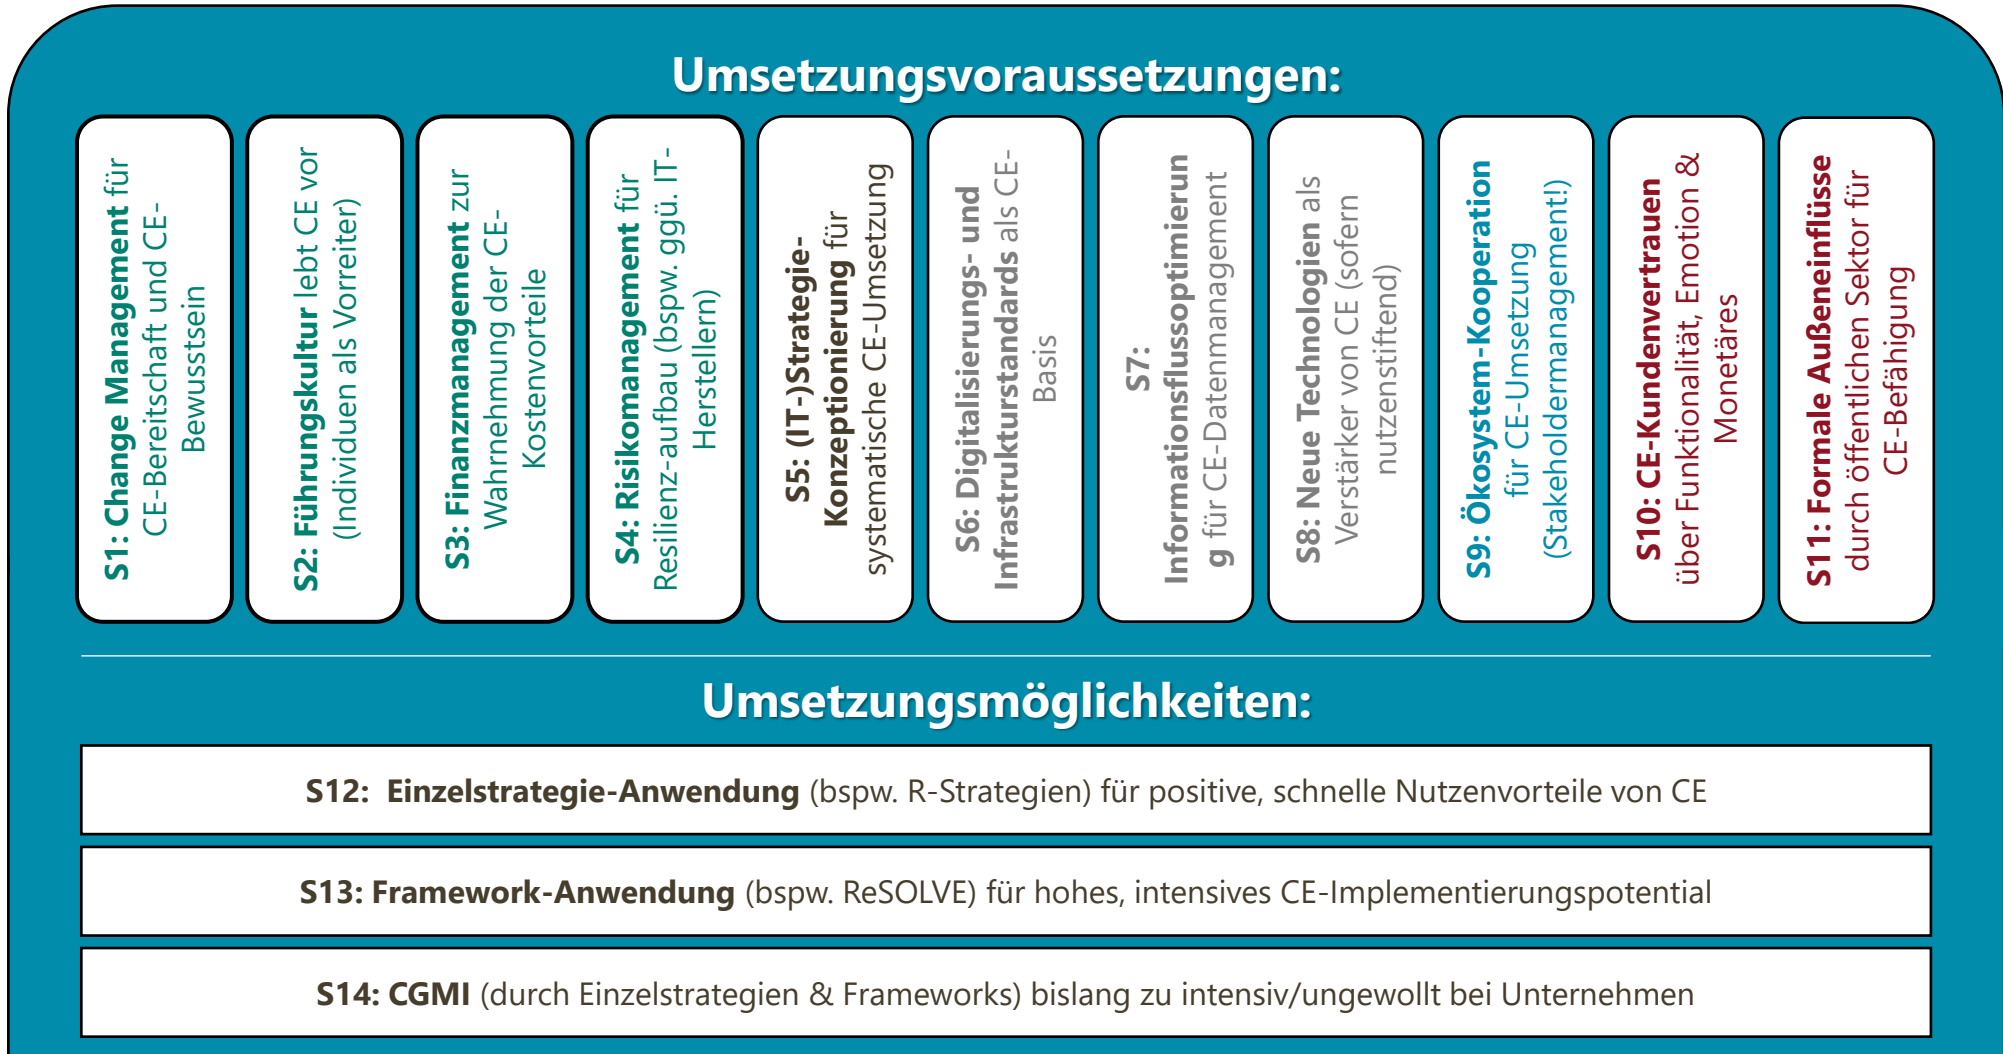 Umsetzungsvoraussetzungen:
S1: Change Management für
CE-Bereitschaft und CE-
Bewusstsein
S2: Führungskultur lebt CE vor
(Individuen als Vorreiter)
S3: Finanzmanagement zur
Wahrnehmung der CE-
Kostenvorteile
S4: Risikomanagement für
Resilienz-aufbau (bspw. ggü. IT-
Herstellern)
S5: (IT-)Strategie-
Konzeptionierung für
systematische CE-Umsetzung
S6: Digitalisierungs- und
Infrastrukturstandards als CE-
Basis
S7:
Informationsflussoptimierun
g für CE-Datenmanagement
S8: Neue Technologien als
Verstärker von CE (sofern
nutzenstiftend)
S9: Ökosystem-Kooperation
für CE-Umsetzung
(Stakeholdermanagement!)
S10: CE-Kundenvertrauen
über Funktionalität, Emotion &
Monetäres
S11: Formale Außeneinflüsse
durch öffentlichen Sektor für
CE-Befähigung
Umsetzungsmöglichkeiten:
S12: Einzelstrategie-Anwendung (bspw. R-Strategien) für positive, schnelle Nutzenvorteile von CE
S13: Framework-Anwendung (bspw. ReSOLVE) für hohes, intensives CE-Implementierungspotential
S14: CGMI (durch Einzelstrategien & Frameworks) bislang zu intensiv/ungewollt bei Unternehmen